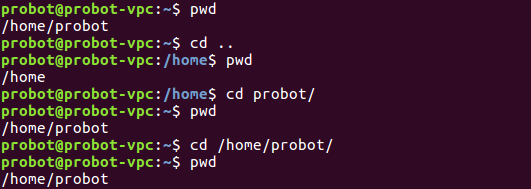 probot@probot-vpc:~$ pwd
/home/probot
probot@probot-vpc:~$ cd ..
probot@probot-vpc:/home$ pwd
/home
probot@probot-vpc:/home$ cd probot/
probot@probot-vpc:~$ pwd
/home/probot
probot@probot-vpc:~$ cd /home/probot/
probot@probot-vpc:~$ pwd
/home/probot